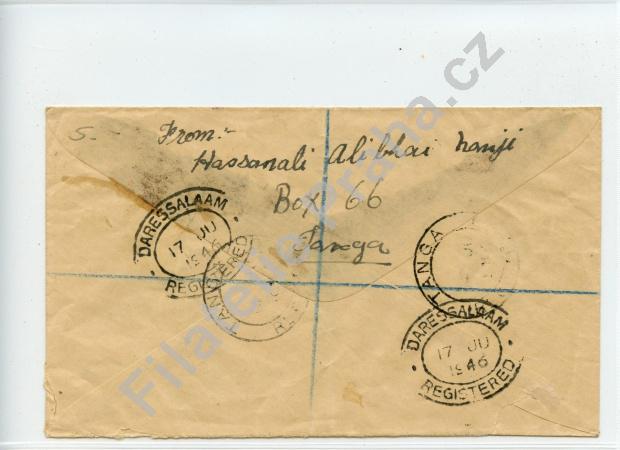 S.
From:-
Hassanali Alibhai Nanji
Box 66
Tanga
DARESSALAAM
17 JU
1946
REGISTERED
TANGA
REGISTERED
TANGA
DARESSALAAM
17 JU
1946
REGISTERED
Filatelie Praha.cz